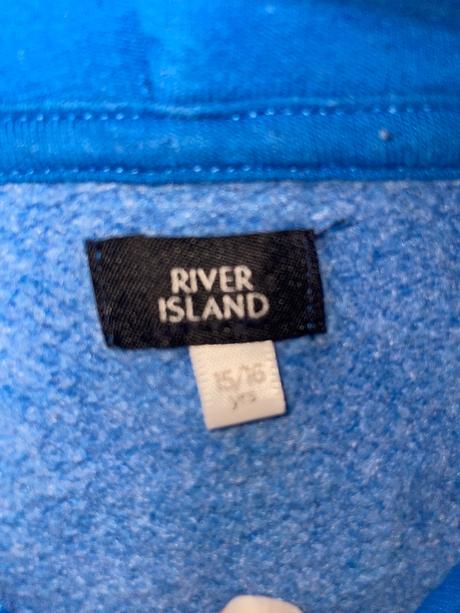 RIVER
ISLAND
15/16
yrs